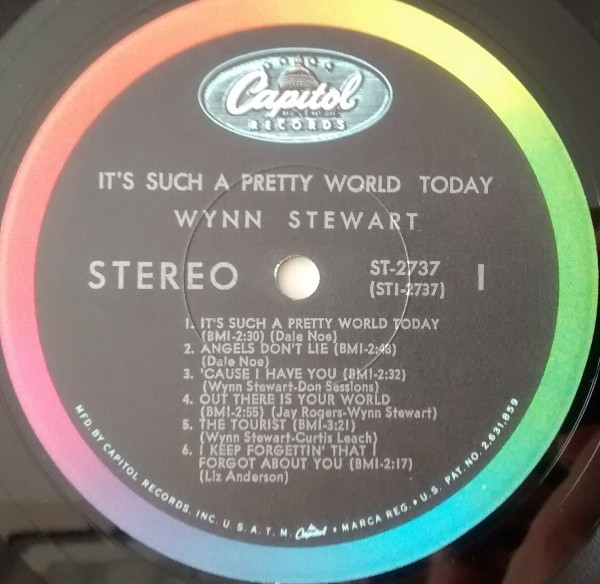 Capitol
RECORDS
IT'S SUCH A PRETTY WORLD TODAY
WYNN STEWART
STEREO
ST-2737
(ST1-2737)
1
1. IT'S SUCH A PRETTY WORLD TODAY
(BMI-2:30) (Dale Noe)
2. ANGELS DON'T LIE (BMI-2:48)
(Dale Noe)
3. 'CAUSE I HAVE YOU (BMI-2:32)
(Wynn Stewart-Don Sessions)
4. OUT THERE IS YOUR WORLD
(BMI-2:55) (Jay Rogers-Wynn Stewart)
5. THE TOURIST (BMI-3:21)
(Wynn Stewart-Curtis Leach)
6. I KEEP FORGETTIN' THAT I
FORGOT ABOUT YOU (BMI-2:17)
(Liz Anderson)
MFD. BY CAPITOL RECORDS, INC. U. S. A. T. M. Capitol • MARCA REG. • U. S. PAT. NO. 2,631,859